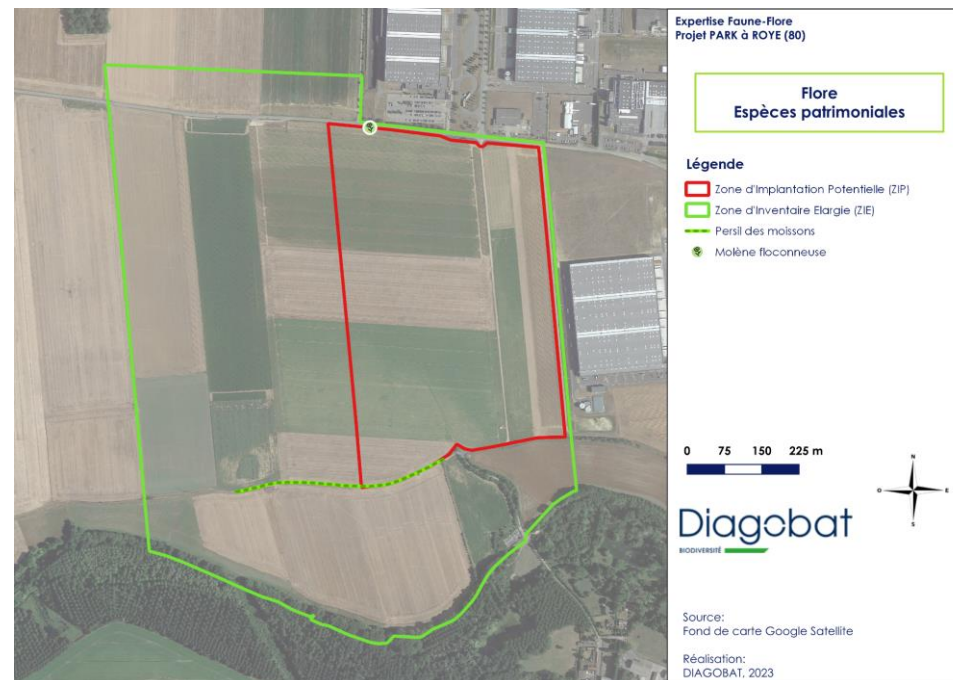 Expertise Faune-Flore
Projet PARK à ROYE (80)
Flore
Espèces patrimoniales
Légende
Zone d'Implantation Potentielle (ZIP)
Zone d'Inventaire Elargie (ZIE)
Persil des moissons
Molène floconneuse
0 75 150 225 m
N
O E
S
Diagobat
BIODIVERSITÉ
Source:
Fond de carte Google Satellite
Réalisation:
DIAGOBAT, 2023